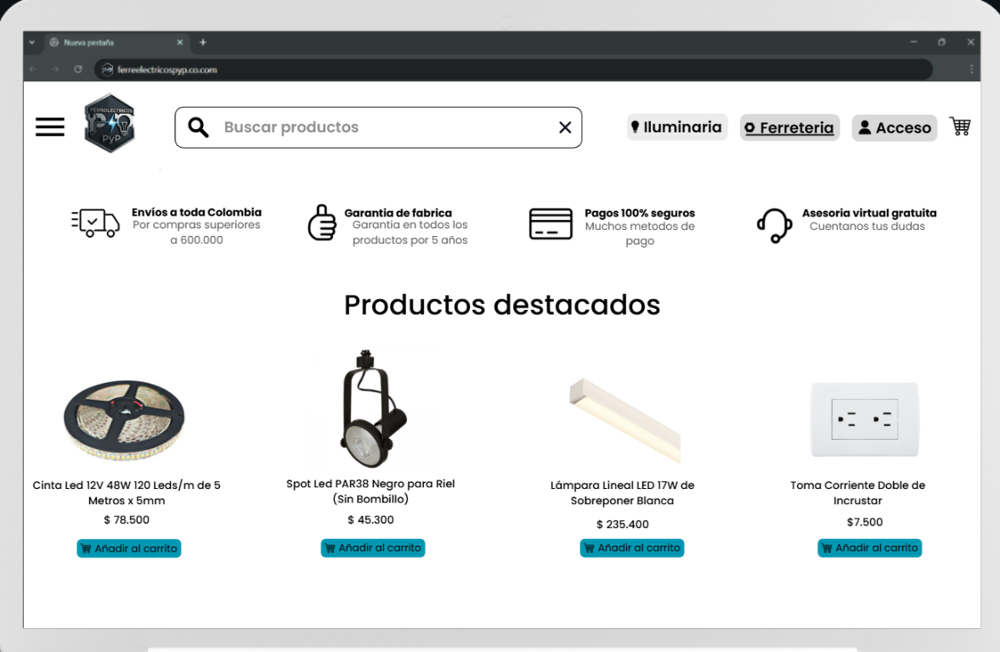 Nueva pestaña
ferreelectricospyp.co.com
FERROLÉCTRICOS
PyP
Buscar productos
Iluminaria
Ferreteria
Acceso
Envíos a toda Colombia
Por compras superiores
a 600.000
Garantia de fabrica
Garantia en todos los
productos por 5 años
Pagos 100% seguros
Muchos metodos de
pago
Asesoria virtual gratuita
Cuentanos tus dudas
Productos destacados
Cinta Led 12V 48W 120 Leds/m de 5
Metros x 5mm
$ 78.500
Añadir al carrito
Spot Led PAR38 Negro para Riel
(Sin Bombillo)
$ 45.300
Añadir al carrito
Lámpara Lineal LED 17W de
Sobreponer Blanca
$ 235.400
Añadir al carrito
Toma Corriente Doble de
Incrustar
$7.500
Añadir al carrito